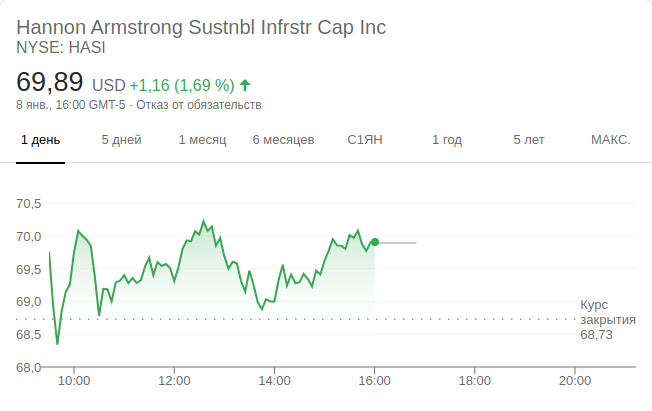 Hannon Armstrong Sustnbl Infrstr Cap Inc
NYSE: HASI
69,89 USD +1,16 (1,69 %)
8 янв., 16:00 GMT-5 · Отказ от обязательств
1 день 5 дней 1 месяц 6 месяцев С1ЯН 1 год 5 лет МАКС.
70,5
70,0
69,5
69,0
Курс
закрытия
68,73
68,5
68,0
10:00 12:00 14:00 16:00 18:00 20:00